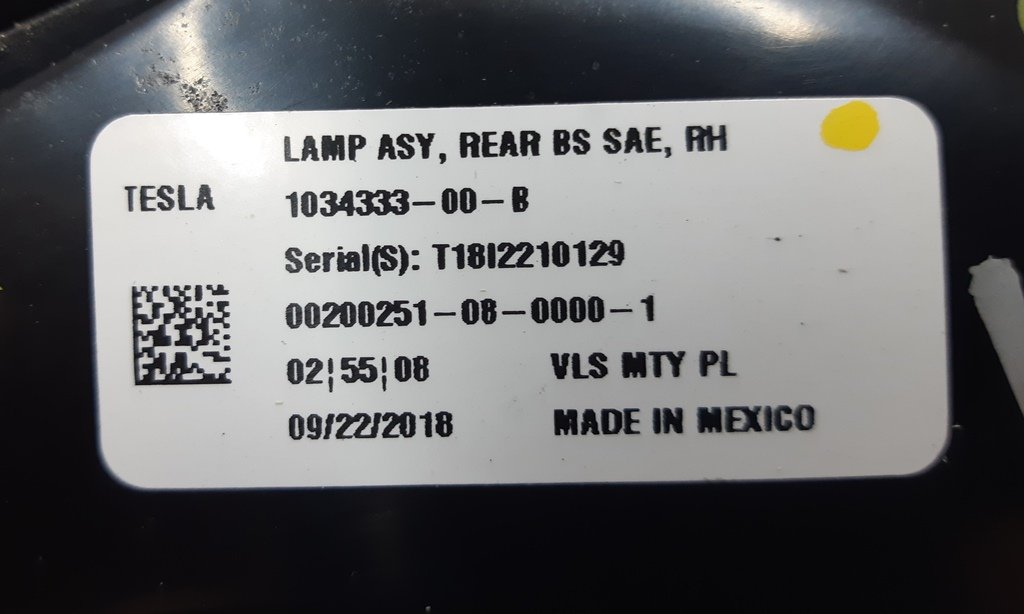 LAMP ASY, REAR BS SAE, RH
TESLA
1034333-00-B
Serial(S): T18I2210129
00200251-08-0000-1
02¦55¦08 VLS MTY PL
09/22/2018 MADE IN MEXICO